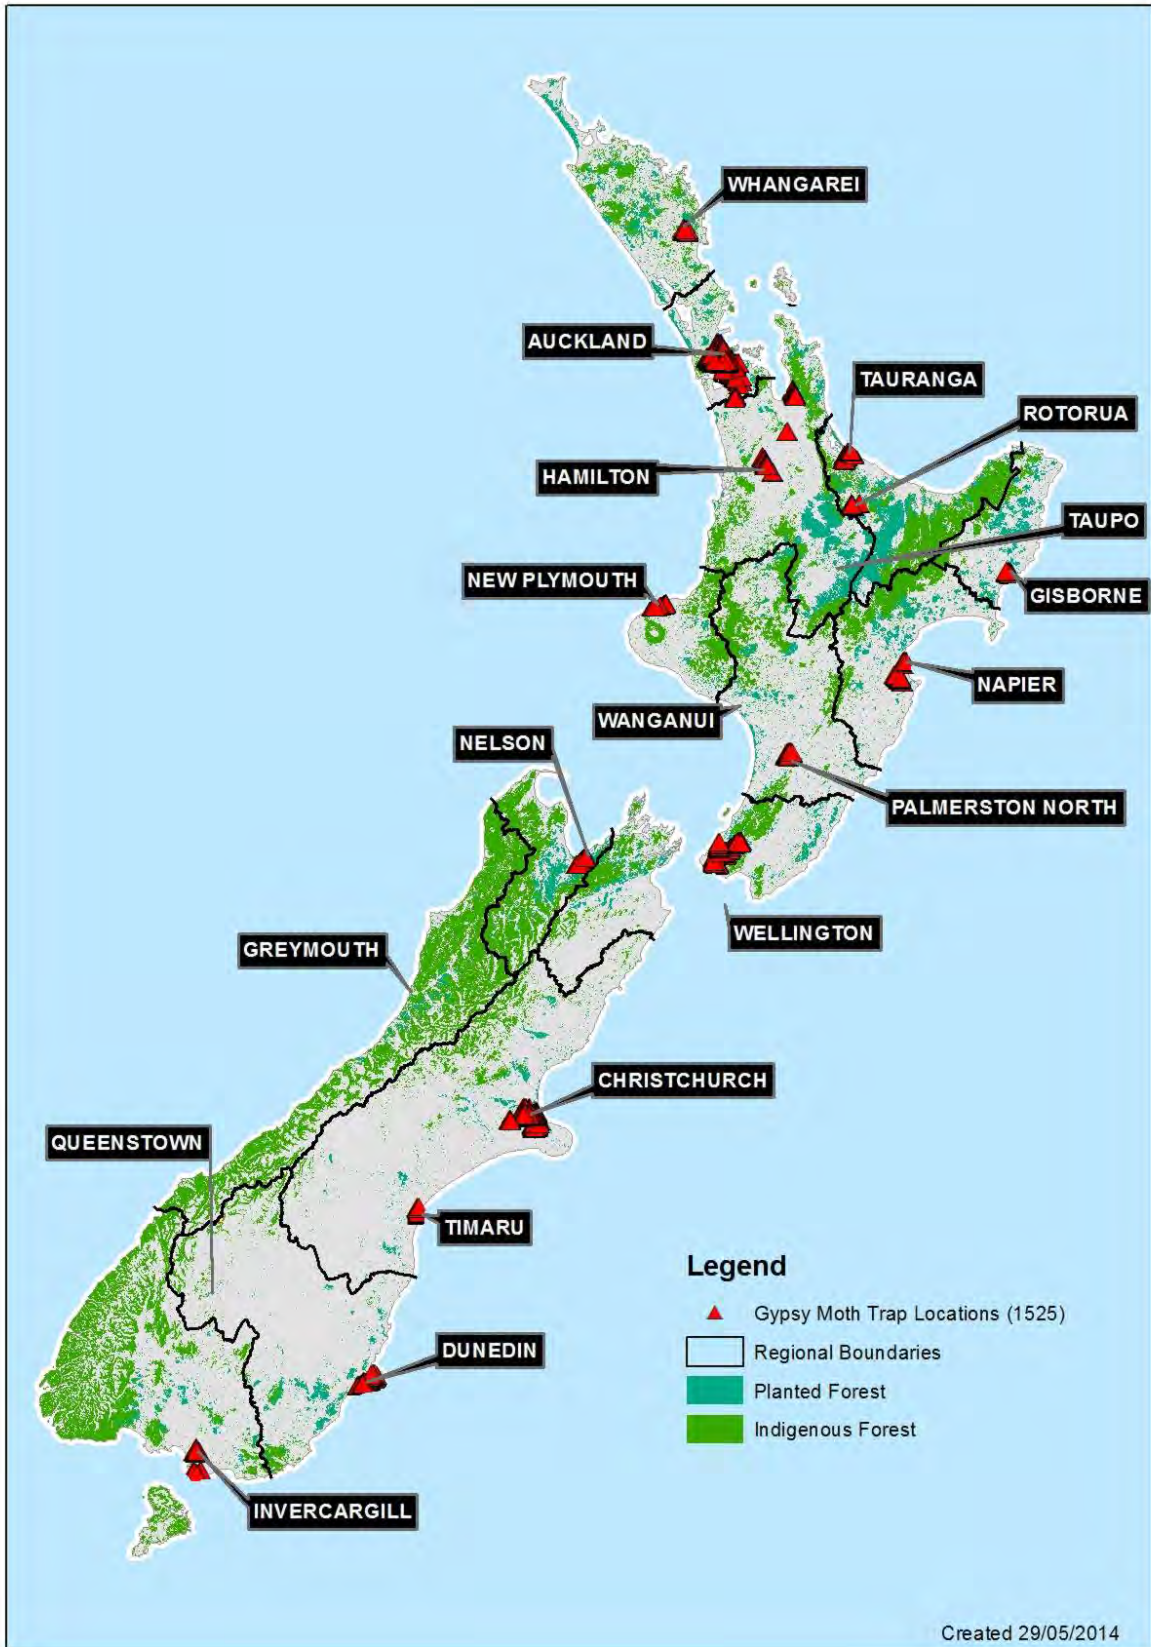 WHANGAREI
AUCKLAND
TAURANGA
ROTORUA
HAMILTON
TAUPO
NEW PLYMOUTH
GISBORNE
NAPIER
WANGANUI
NELSON
PALMERSTON NORTH
WELLINGTON
GREYMOUTH
CHRISTCHURCH
QUEENSTOWN
TIMARU
Legend
Gypsy Moth Trap Locations (1525)
Regional Boundaries
DUNEDIN
Planted Forest
Indigenous Forest
INVERCARGILL
Created 29/05/2014